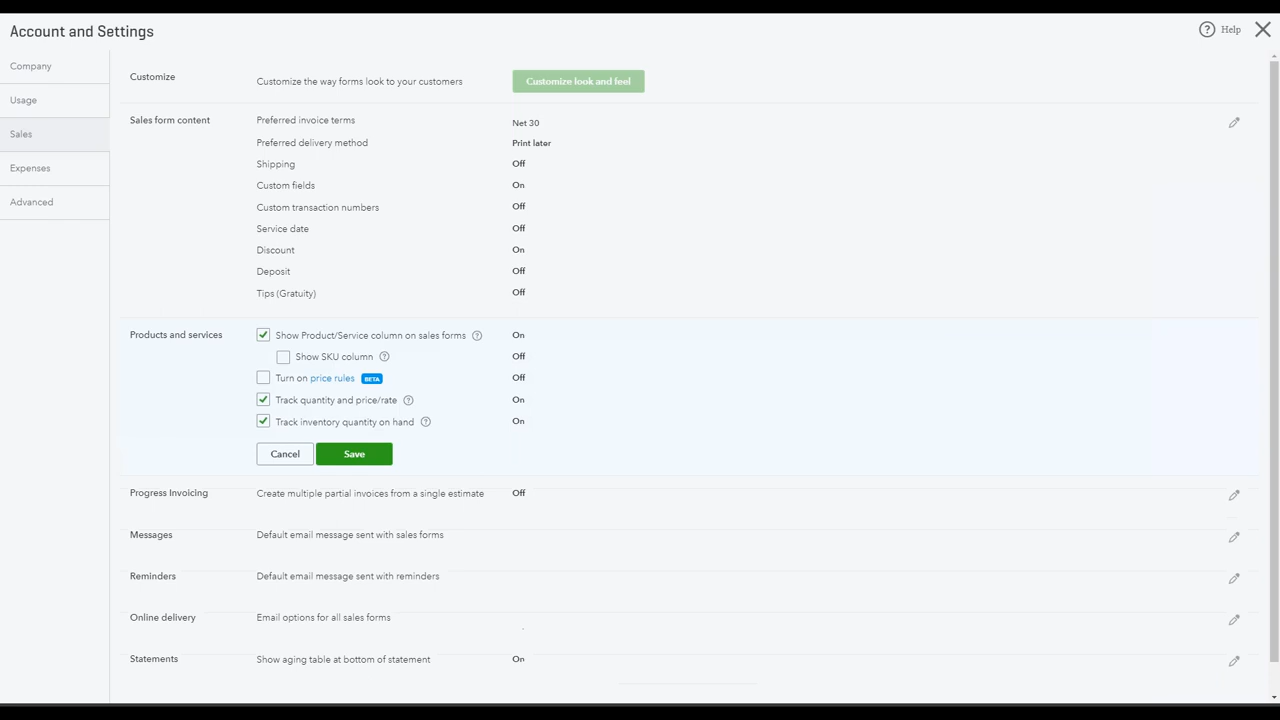 Account and Settings
Help
Company
Usage
Sales
Expenses
Advanced
Customize Customize the way forms look to your customers Customize look and feel
Sales form content Preferred invoice terms Net 30
Preferred delivery method Print later
Shipping Off
Custom fields On
Custom transaction numbers Off
Service date Off
Discount On
Deposit Off
Tips (Gratuity) Off
Products and services Show Product/Service column on sales forms On
Show SKU column Off
Turn on price rules BETA Off
Track quantity and price/rate On
Track inventory quantity on hand On
Cancel Save
Progress Invoicing Create multiple partial invoices from a single estimate Off
Messages Default email message sent with sales forms
Reminders Default email message sent with reminders
Online delivery Email options for all sales forms
Statements Show aging table at bottom of statement On